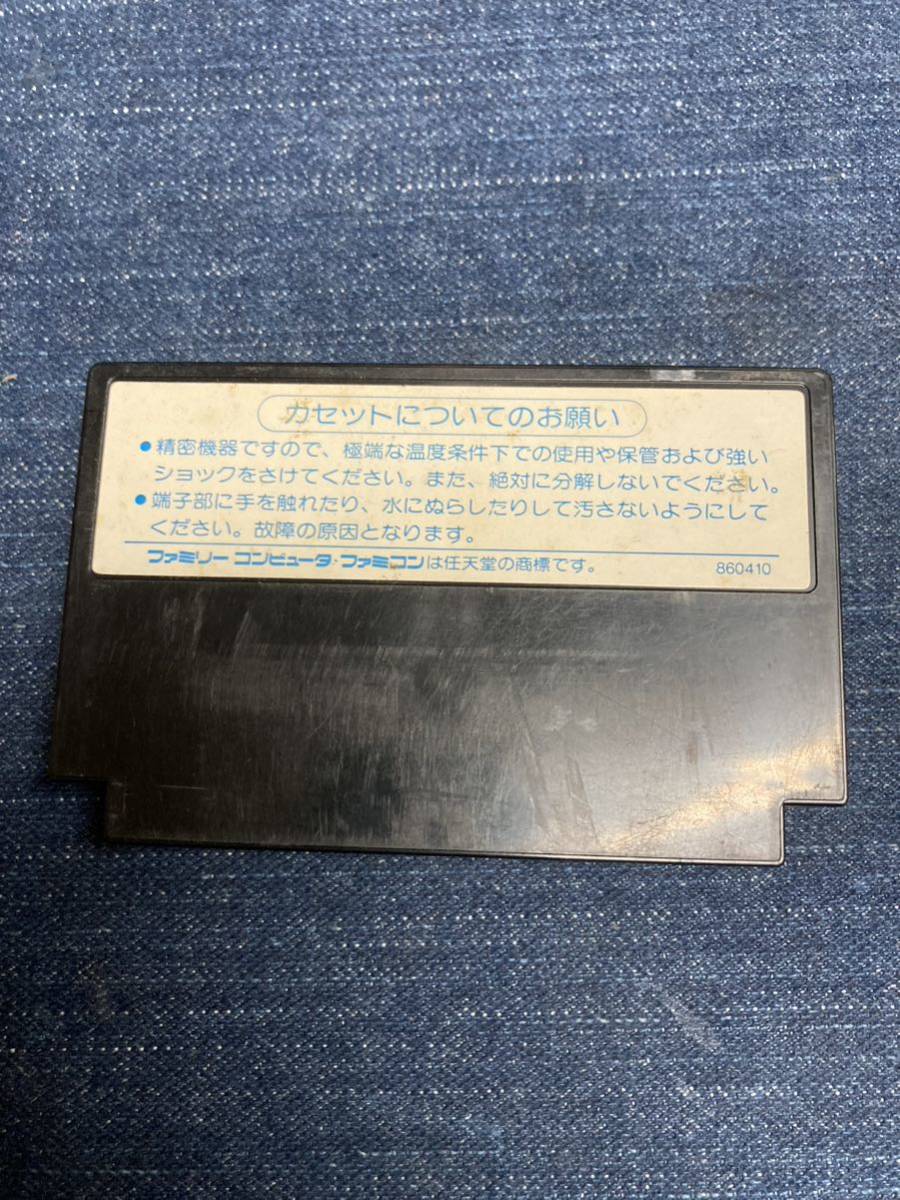 カセットについてのお願い
●精密機器ですので、極端な温度条件下での使用や保管および強い
ショックをさけてください。また、絶対に分解しないでください。
●端子部に手を触れたり、水にぬらしたりして汚さないようにして
ください。故障の原因となります。
ファミリーコンピュータ・ファミコンは任天堂の商標です。 860410